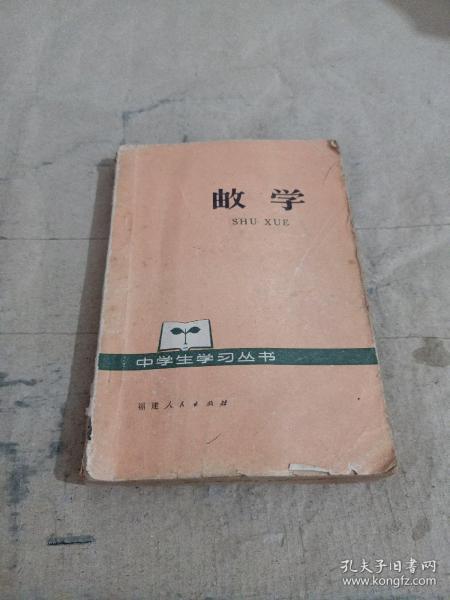 畋学
SHU XUE
中学生学习丛书
福建人民出版社
孔夫子旧书网
www.kongfz.com